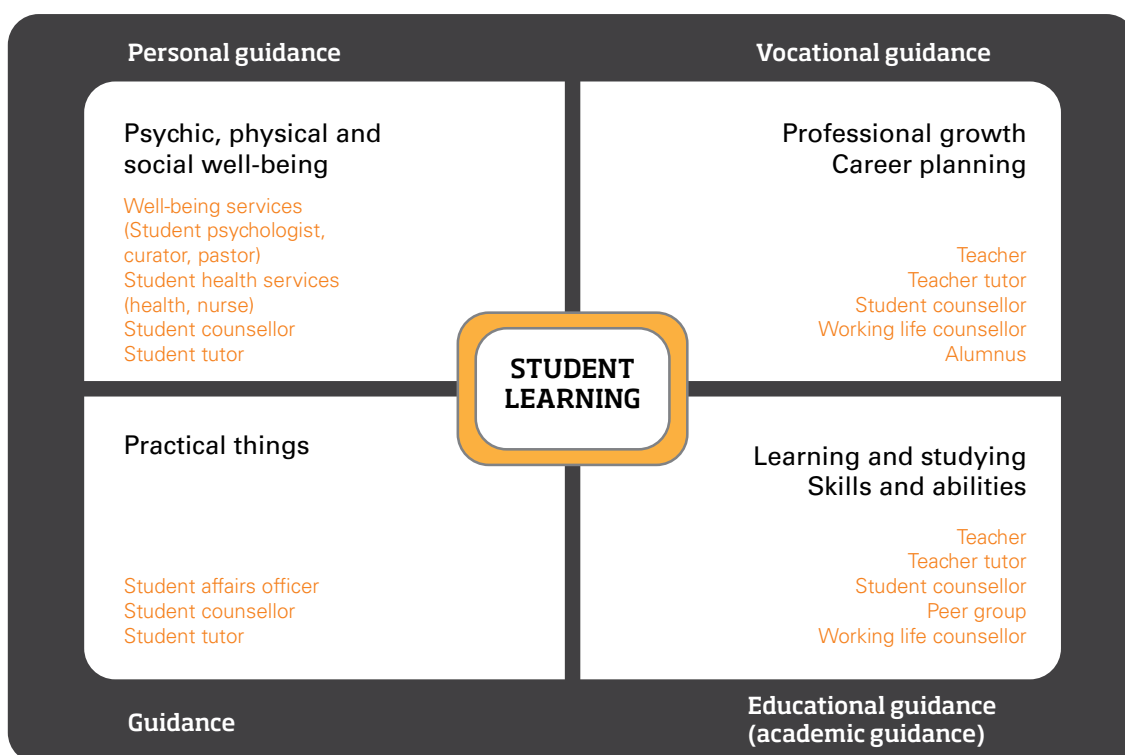 Personal guidance
Vocational guidance
Psychic, physical and
social well-being
Well-being services
(Student psychologist,
curator, pastor)
Student health services
(health, nurse)
Student counsellor
Student tutor
Professional growth
Career planning
Teacher
Teacher tutor
Student counsellor
Working life counsellor
Alumnus
STUDENT
LEARNING
Practical things
Student affairs officer
Student counsellor
Student tutor
Learning and studying
Skills and abilities
Teacher
Teacher tutor
Student counsellor
Peer group
Working life counsellor
Guidance
Educational guidance
(academic guidance)